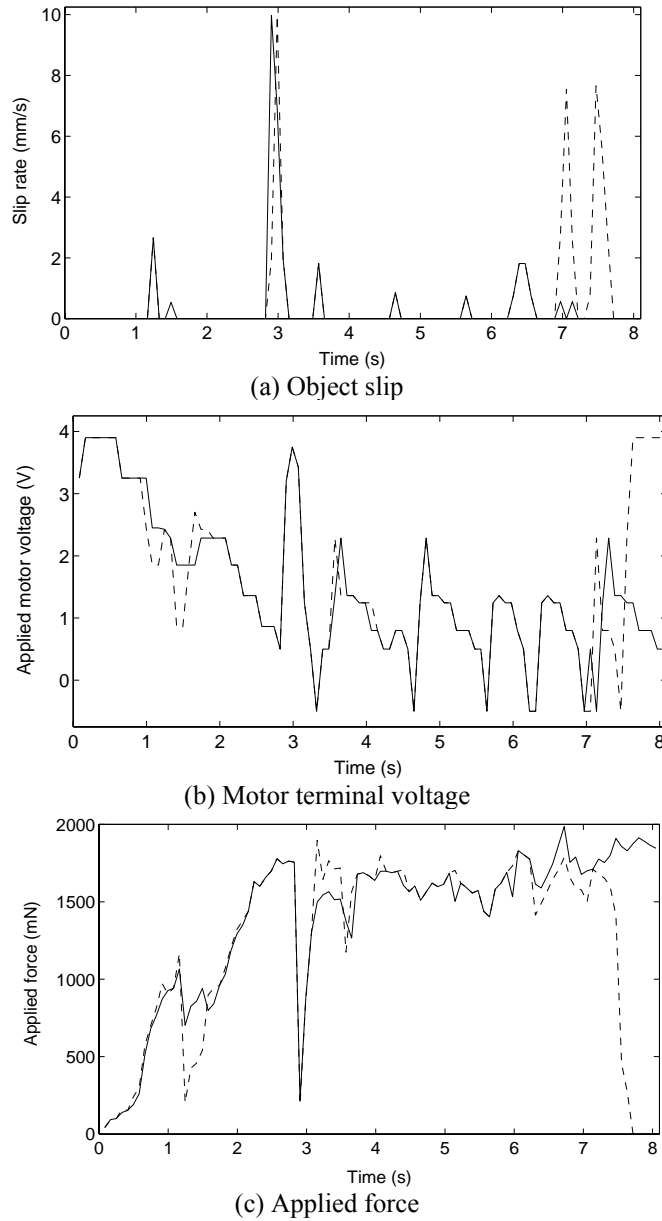 10
8
6
4
2
0
Slip rate (mm/s)
0 1 2 3 4 5 6 7 8
Time (s)
(a) Object slip
4
3
2
1
0
Applied motor voltage (V)
0 1 2 3 4 5 6 7 8
Time (s)
(b) Motor terminal voltage
2000
1500
1000
500
0
Applied force (mN)
0 1 2 3 4 5 6 7 8
Time (s)
(c) Applied force